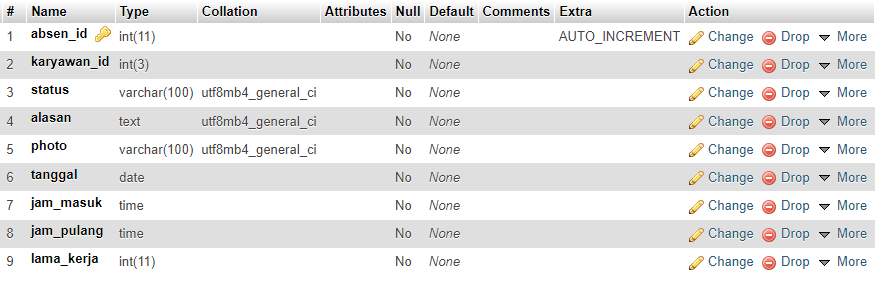 # Name Type Collation Attributes Null Default Comments Extra Action
1 absen_id int(11) No None AUTO_INCREMENT Change Drop More
2 karyawan_id int(3) No None Change Drop More
3 status varchar(100) utf8mb4_general_ci No None Change Drop More
4 alasan text utf8mb4_general_ci No None Change Drop More
5 photo varchar(100) utf8mb4_general_ci No None Change Drop More
6 tanggal date No None Change Drop More
7 jam_masuk time No None Change Drop More
8 jam_pulang time No None Change Drop More
9 lama_kerja int(11) No None Change Drop More